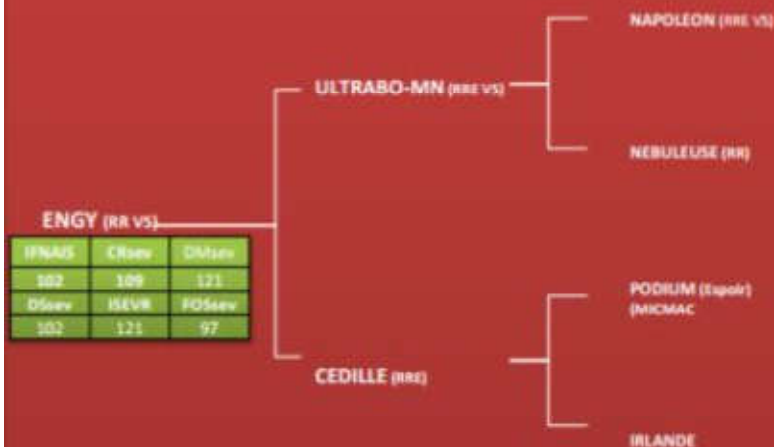 NAPOLEON (RRE VS)
ULTRABO-MN (RRE VS)
NEBULEUSE (RR)
ENGY (RR VS)
IFNAIS CRsev DMsev
102 109 121
DSsev ISEVR FOSsev
102 121 97
PODIUM (Espoir)
(MICMAC
CEDILLE (RRE)
IRLANDE